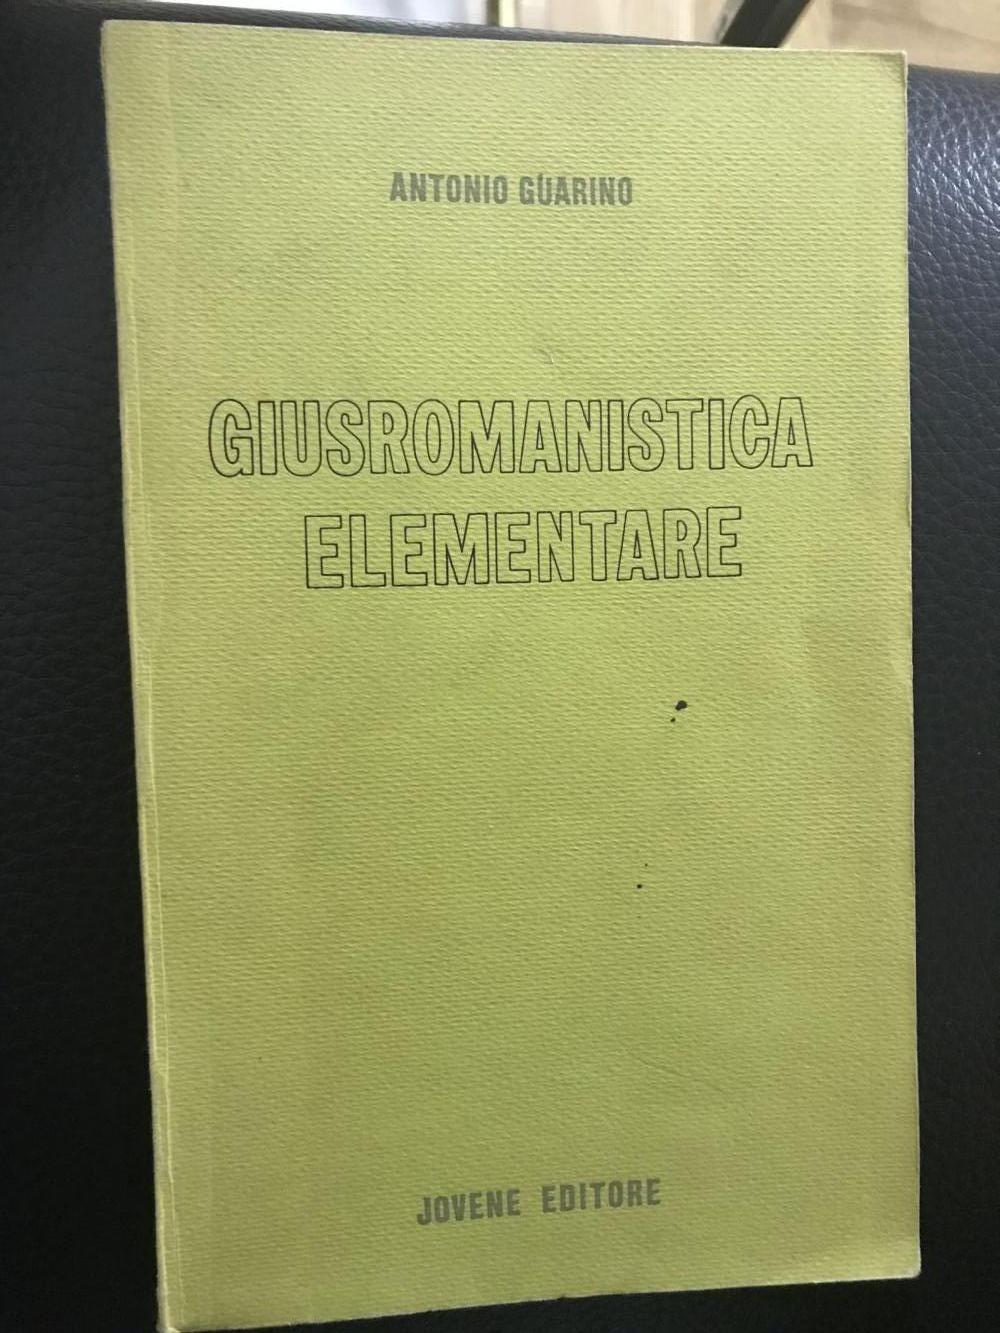 ANTONIO GUARINO
GIUSROMANISTICA
ELEMENTARE
JOVENE EDITORE